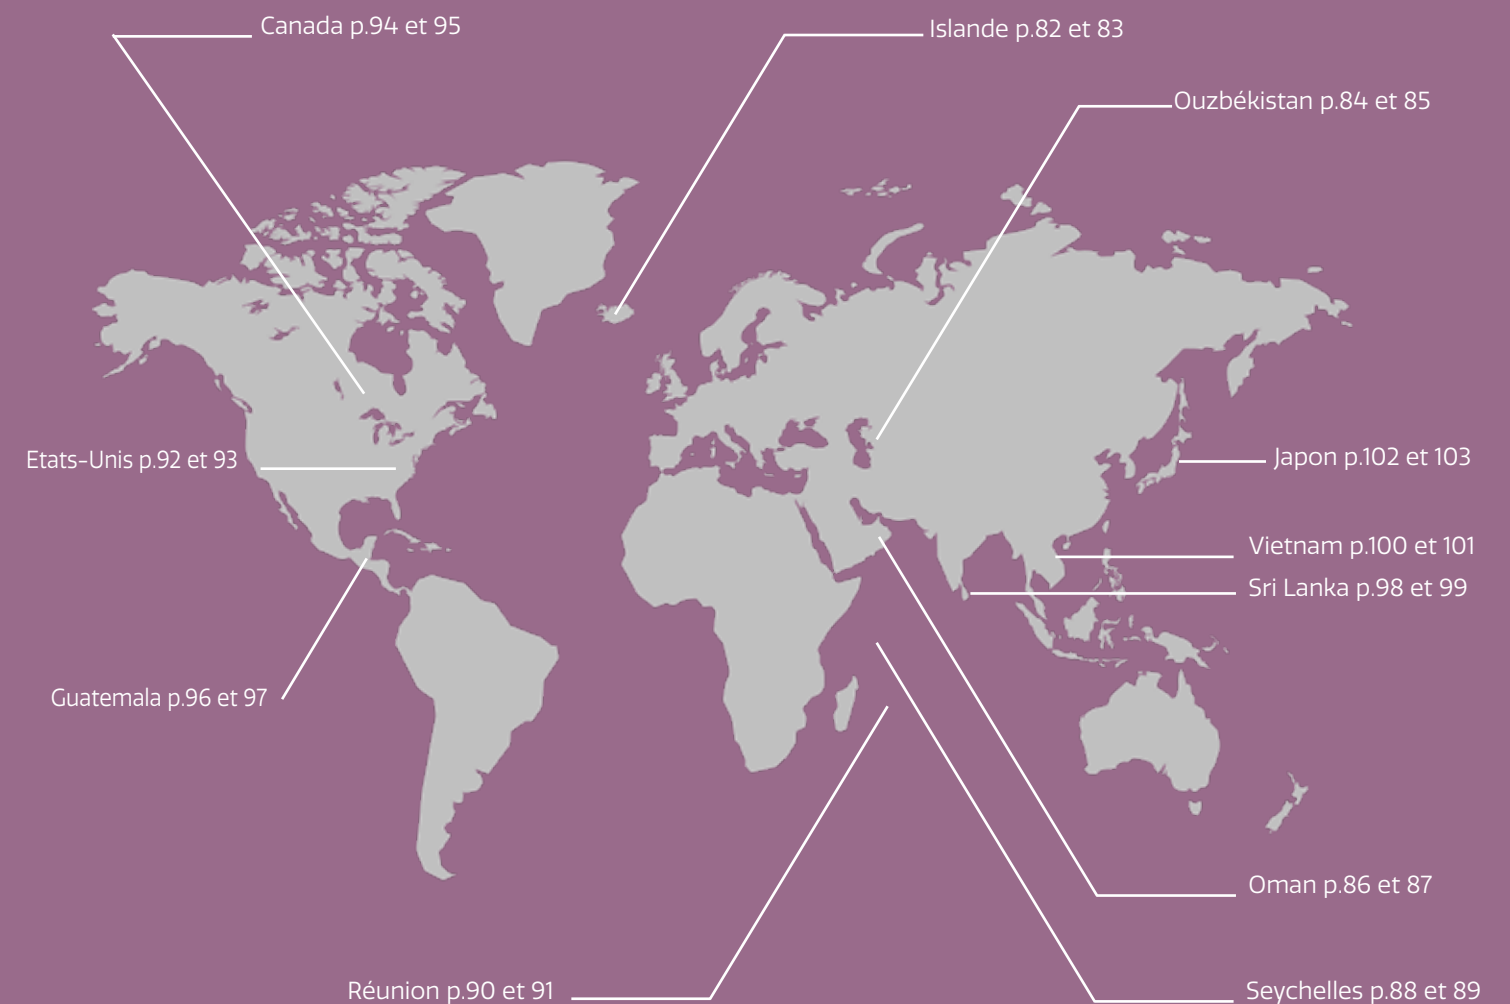 Canada p.94 et 95
Islande p.82 et 83
Ouzbékistan p.84 et 85
Etats-Unis p.92 et 93
Japon p.102 et 103
Vietnam p.100 et 101
Sri Lanka p.98 et 99
Guatemala p.96 et 97
Oman p.86 et 87
Réunion p.90 et 91
Seychelles p.88 et 89